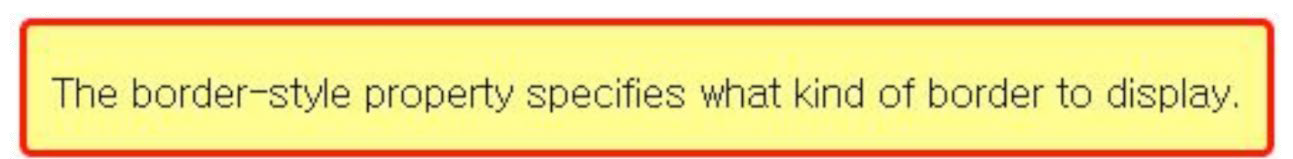 The border-style property specifies what kind of border to display.